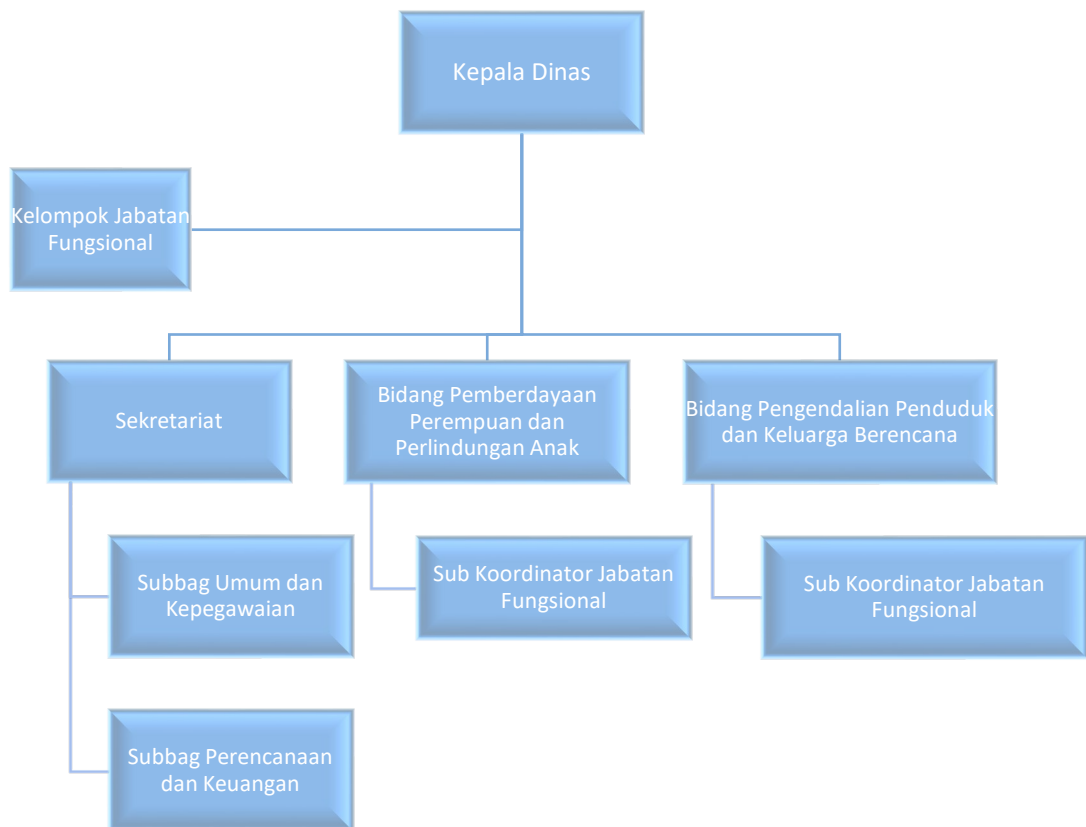 Kepala Dinas
Kelompok Jabatan
Fungsional
Sekretariat
Bidang Pemberdayaan
Perempuan dan
Perlindungan Anak
Bidang Pengendalian Penduduk
dan Keluarga Berencana
Subbag Umum dan
Kepegawaian
Sub Koordinator Jabatan
Fungsional
Sub Koordinator Jabatan
Fungsional
Subbag Perencanaan
dan Keuangan